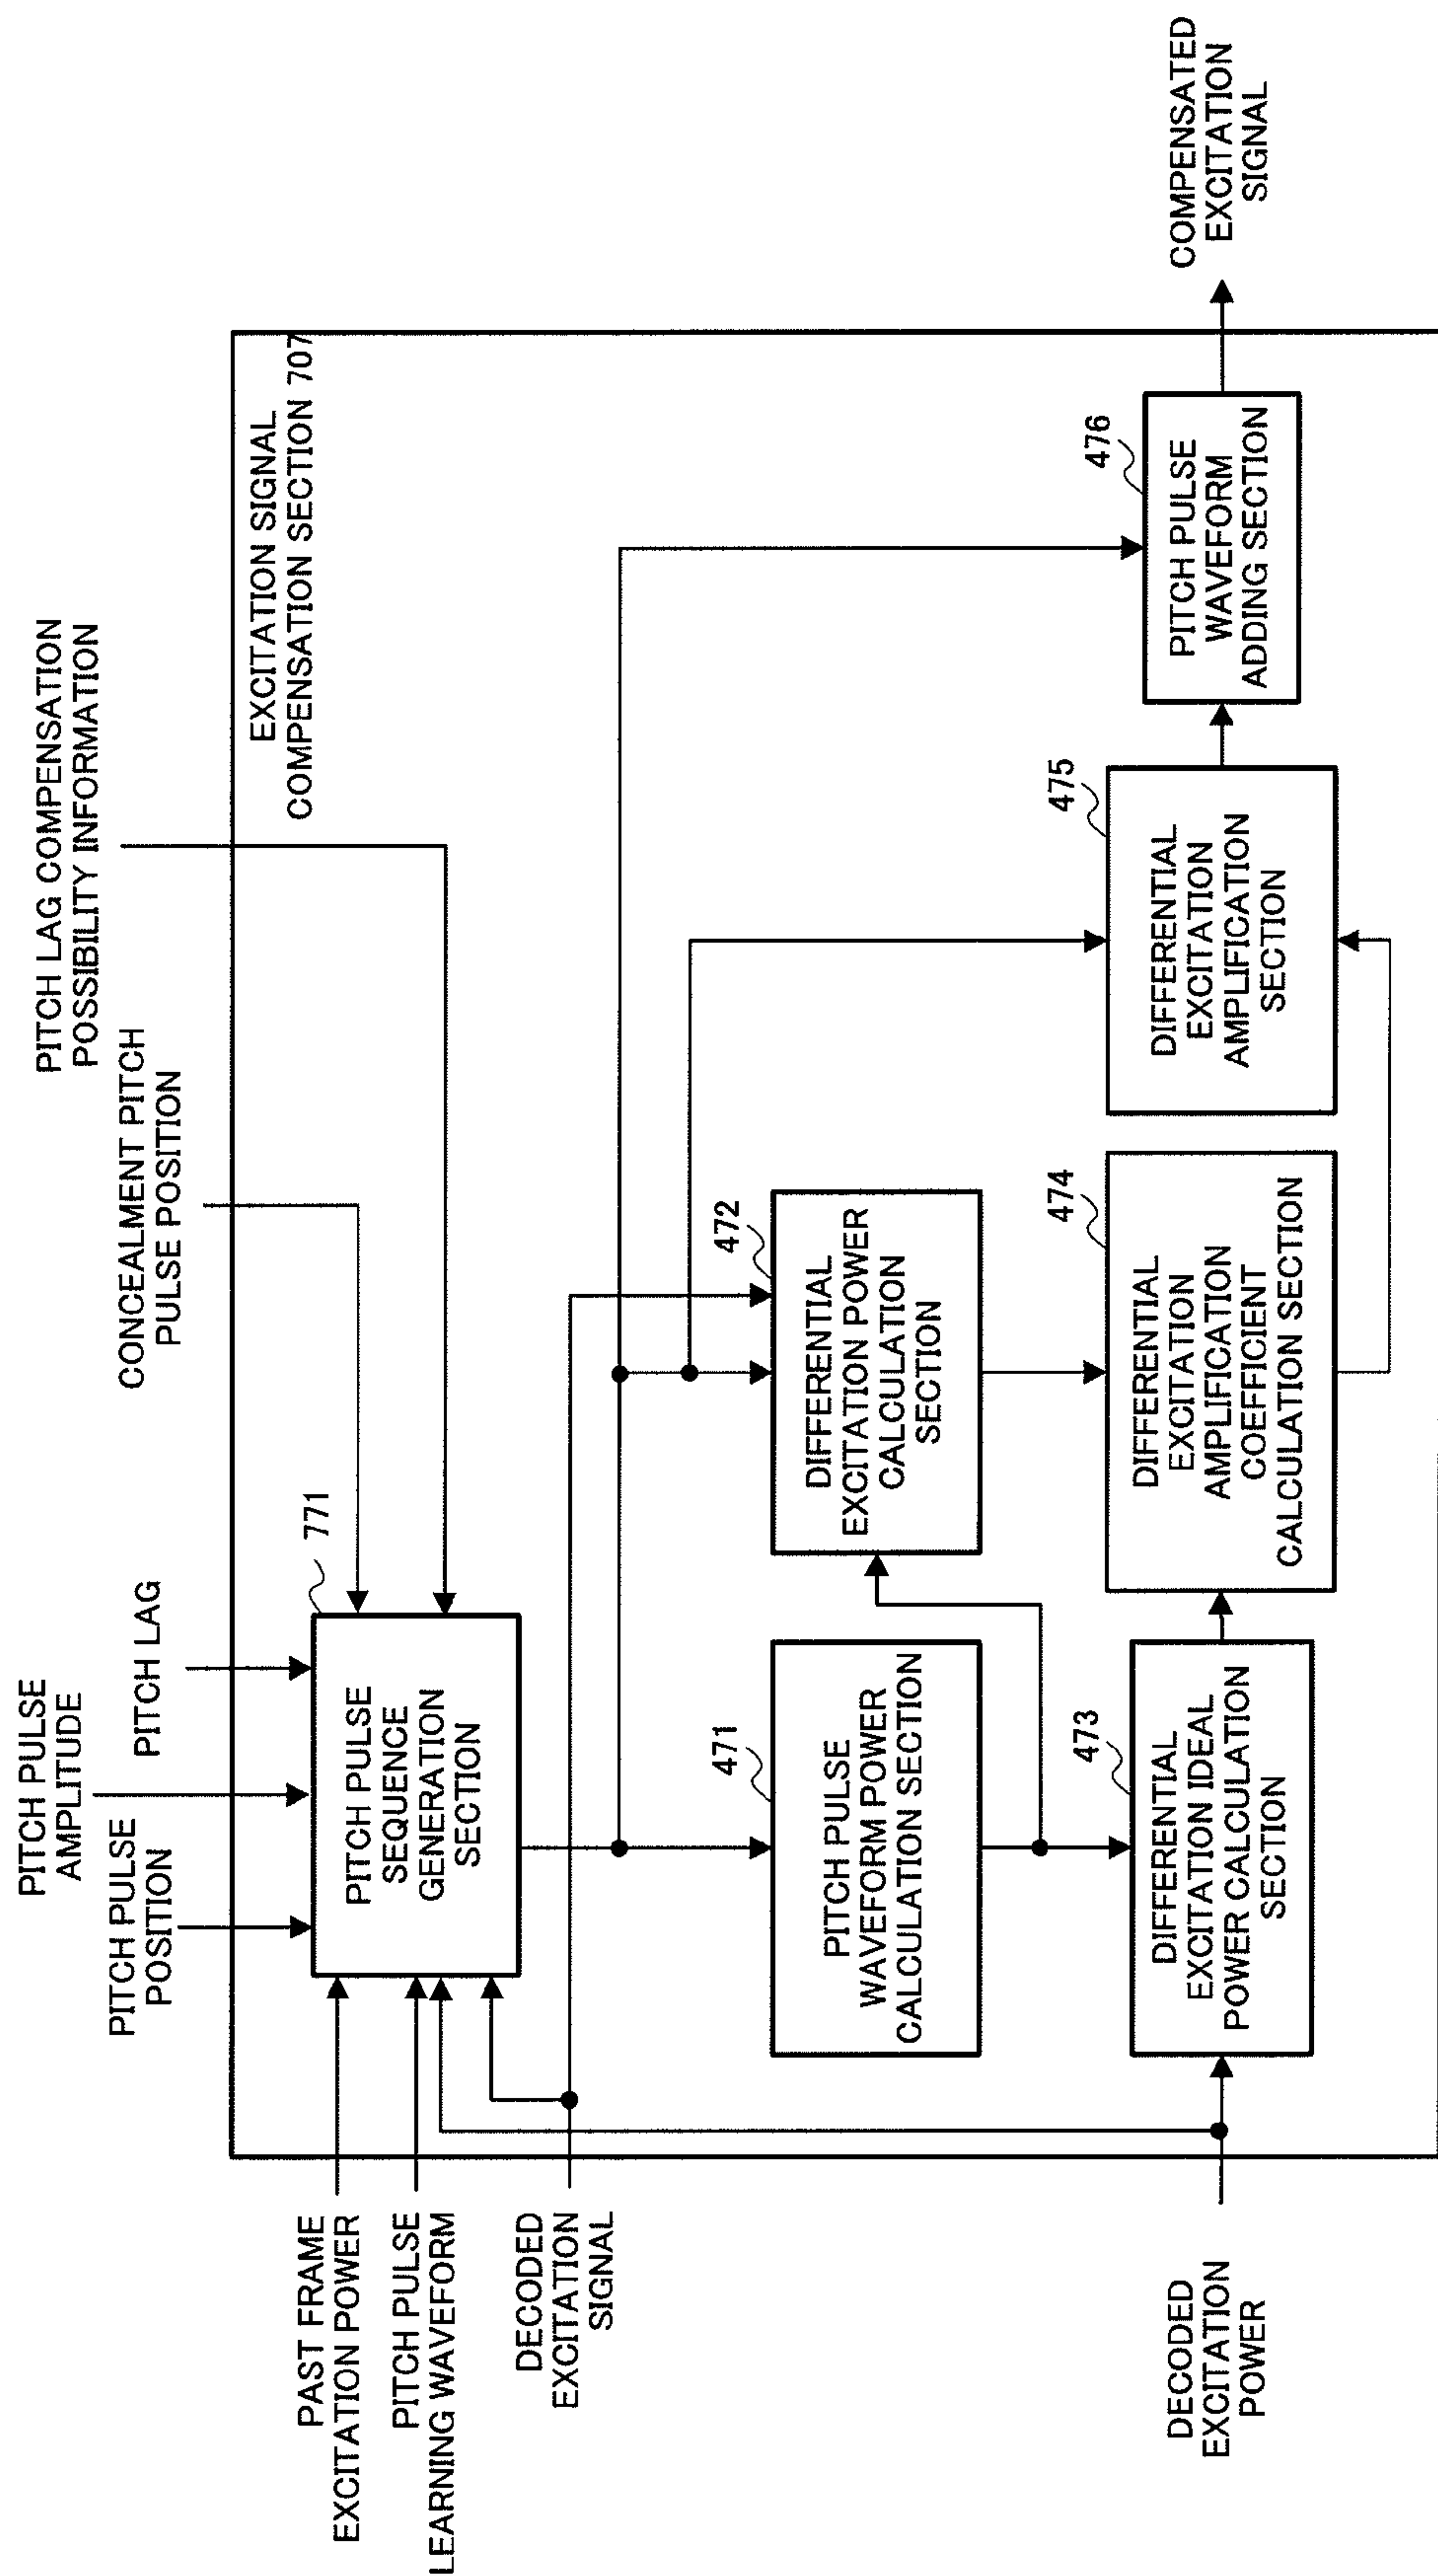 PITCH PULSE
AMPLITUDE
PITCH PULSE
POSITION
PITCH LAG
CONCEALMENT PITCH
PULSE POSITION
PITCH LAG COMPENSATION
POSSIBILITY INFORMATION
PAST FRAME
EXCITATION POWER
PITCH PULSE
LEARNING WAVEFORM
DECODED
EXCITATION
SIGNAL
DECODED
EXCITATION
POWER
EXCITATION SIGNAL
COMPENSATION SECTION 707
771
PITCH PULSE
SEQUENCE
GENERATION
SECTION
471
PITCH PULSE
WAVEFORM POWER
CALCULATION SECTION
472
DIFFERENTIAL
EXCITATION POWER
CALCULATION
SECTION
473
DIFFERENTIAL
EXCITATION IDEAL
POWER CALCULATION
SECTION
474
DIFFERENTIAL
EXCITATION
AMPLIFICATION
COEFFICIENT
CALCULATION SECTION
475
DIFFERENTIAL
EXCITATION
AMPLIFICATION
SECTION
476
PITCH PULSE
WAVEFORM
ADDING SECTION
COMPENSATED
EXCITATION
SIGNAL